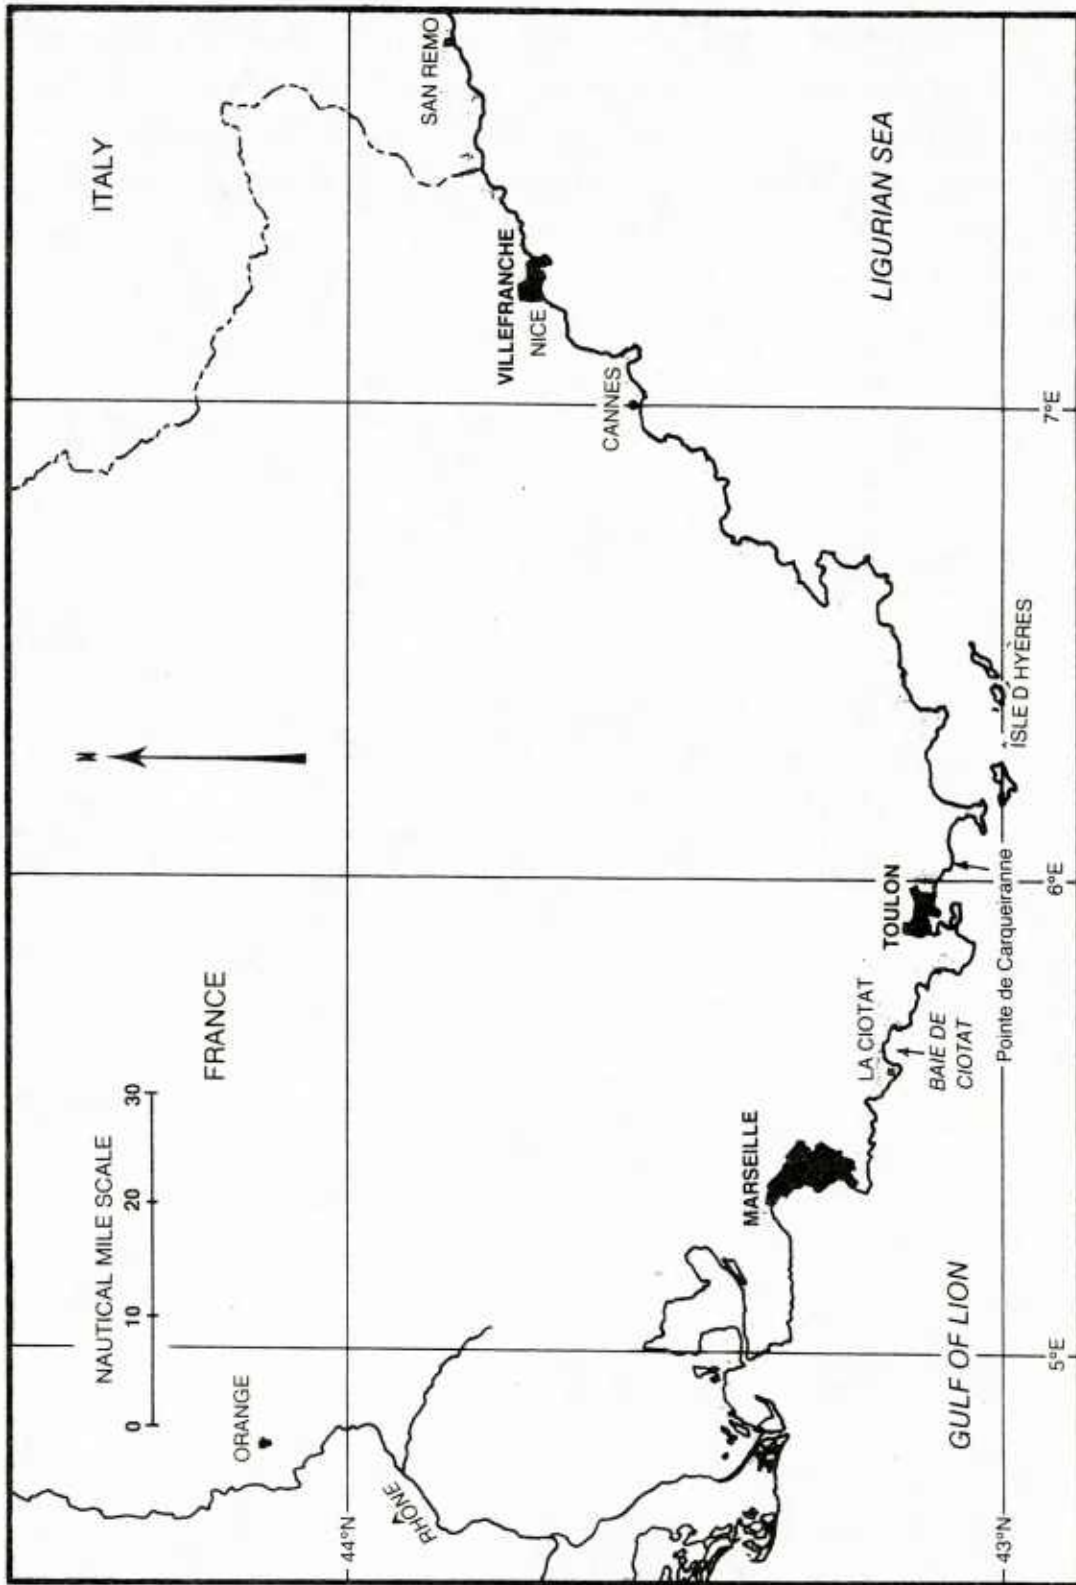 NAUTICAL MILE SCALE
0 10 20 30
ITALY
FRANCE
ORANGE
RHÔNE
44°N
SAN REMO
VILLEFRANCHE
NICE
CANNES
LIGURIAN SEA
MARSEILLE
LA CIOTAT
BAIE DE
CIOTAT
TOULON
Pointe de Carqueiranne
ISLE D'HYÈRES
GULF OF LION
43°N
5°E
6°E
7°E
N